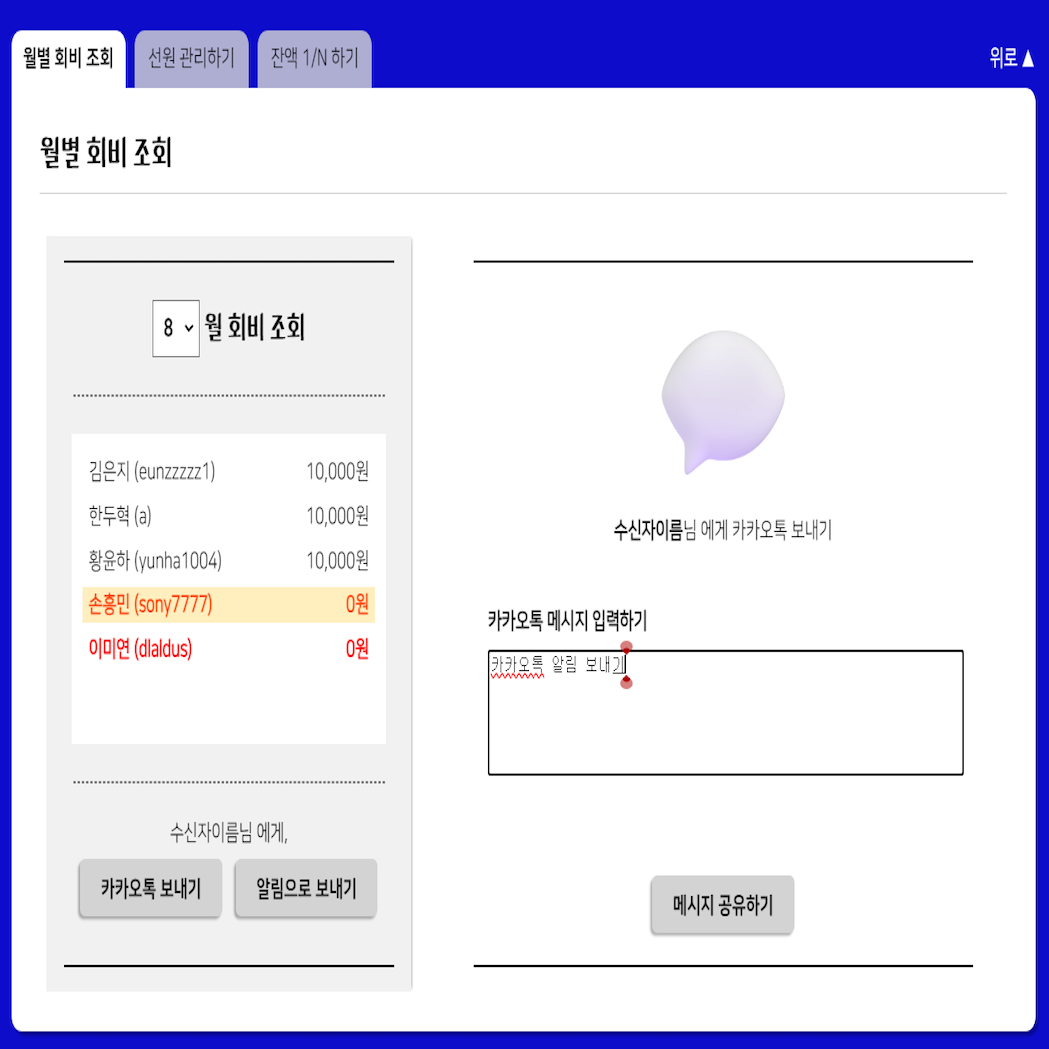 월별 회비 조회
선원 관리하기
잔액 1/N 하기
위로 ▲
월별 회비 조회
8 월 회비 조회
김은지 (eunzzzzz1) 10,000원
한두혁 (a) 10,000원
황윤하 (yunha1004) 10,000원
손흥민 (sony7777) 0원
이미연 (dlaldus) 0원
수신자이름님 에게,
카카오톡 보내기
알림으로 보내기
수신자이름님 에게 카카오톡 보내기
카카오톡 메시지 입력하기
카카오톡 알림 보내기
메시지 공유하기